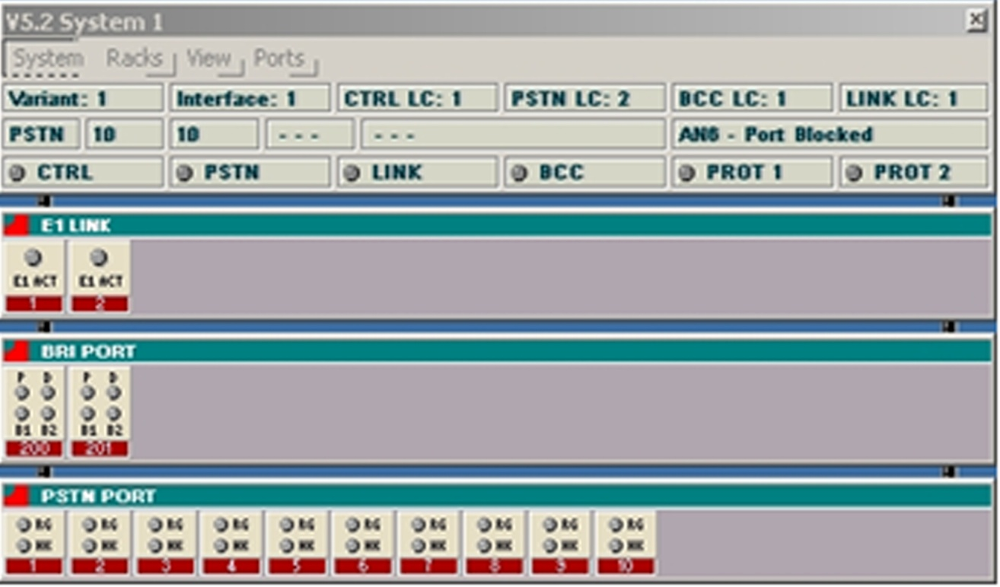 V5.2 System 1
System Racks View Ports
Variant: 1 Interface: 1 CTRL LC: 1 PSTN LC: 2 BCC LC: 1 LINK LC: 1
PSTN 10 10 --- --- AN6 - Port Blocked
CTRL PSTN LINK BCC PROT 1 PROT 2
E1 LINK
E1 ACT E1 ACT
1 2
BRI PORT
P D P D
B1 B2 B1 B2
200 201
PSTN PORT
RG RG RG RG RG RG RG RG RG RG
HK HK HK HK HK HK HK HK HK HK
1 2 3 4 5 6 7 8 9 10